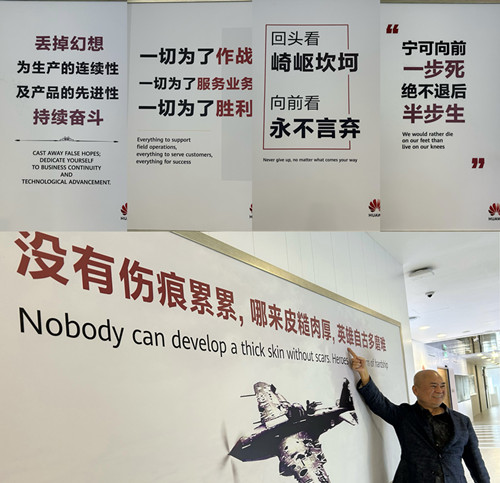 丢掉幻想
为生产的连续性
及产品的先进性
持续奋斗
CAST AWAY FALSE HOPES;
DEDICATE YOURSELF
TO BUSINESS CONTINUITY
AND
TECHNOLOGICAL ADVANCEMENT.
一切为了作战
一切为了服务业务
一切为了胜利
Everything to support
field operations,
everything to serve customers,
everything for success
回头看
崎岖坎坷
向前看
永不言弃
Never give up, no matter what comes your way
“
宁可向前
一步死
绝不退后
半步生
We would rather die
on our feet than
live on our knees
”
没有伤痕累累,哪来皮糙肉厚,英雄自古多磨难
Nobody can develop a thick skin without scars. Heroes of hardship